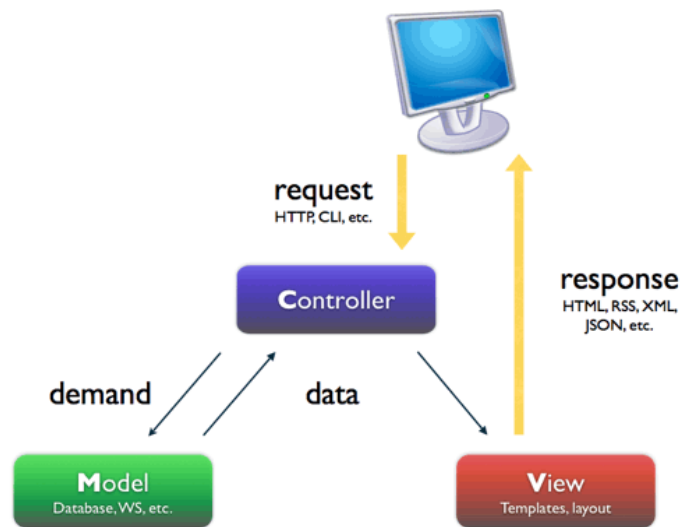 request
HTTP, CLI, etc.
Controller
response
HTML, RSS, XML,
JSON, etc.
demand
data
Model
Database, WS, etc.
View
Templates, layout